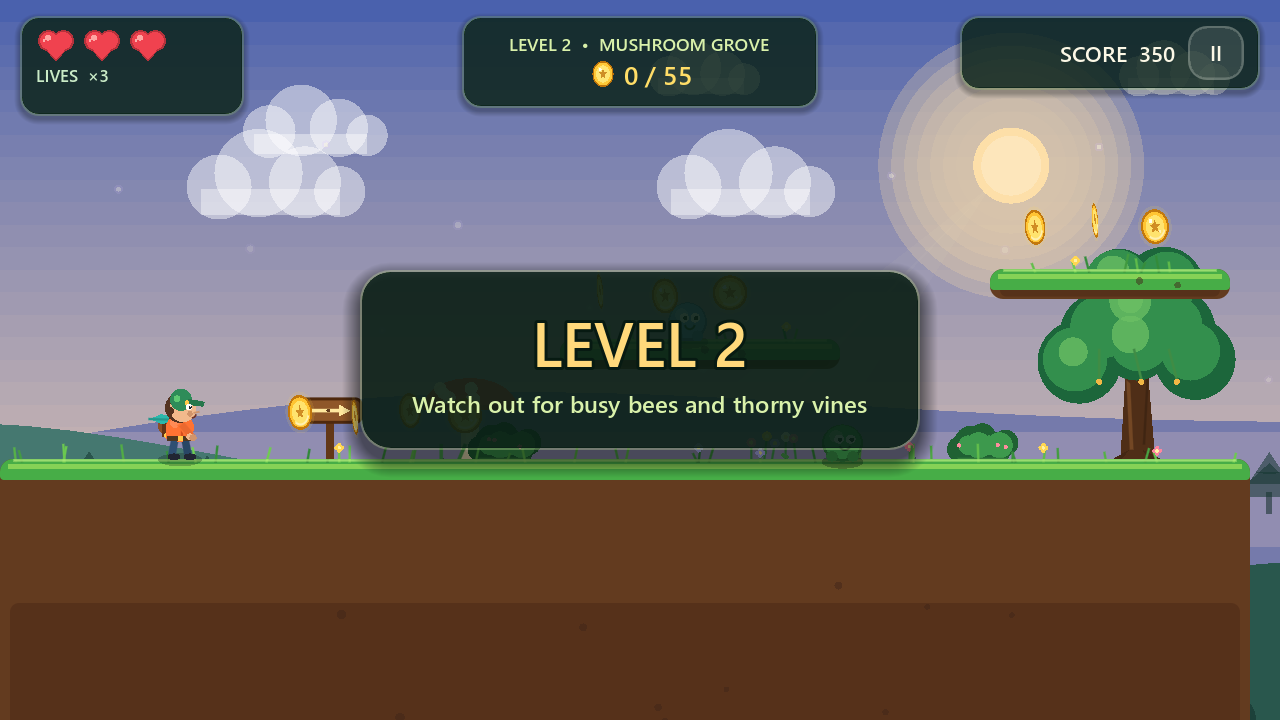 LIVES ×3
LEVEL 2 • MUSHROOM GROVE
0 / 55
SCORE 350
LEVEL 2
Watch out for busy bees and thorny vines